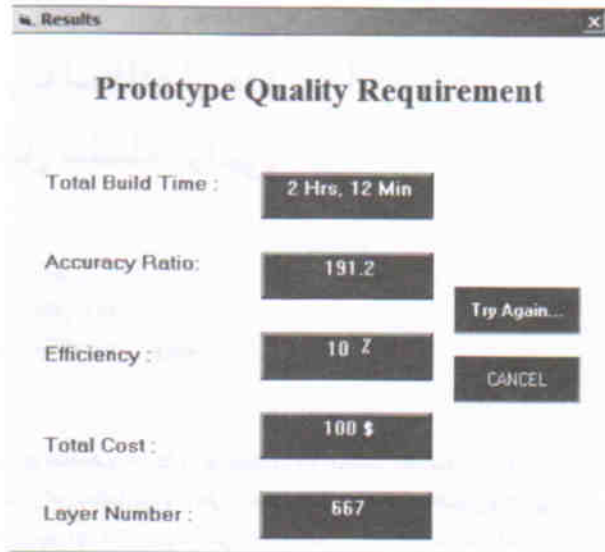 Results
Prototype Quality Requirement
Total Build Time : 2 Hrs, 12 Min
Accuracy Ratio: 191.2
Try Again...
Efficiency : 10 %
CANCEL
Total Cost : 100 $
Layer Number : 667